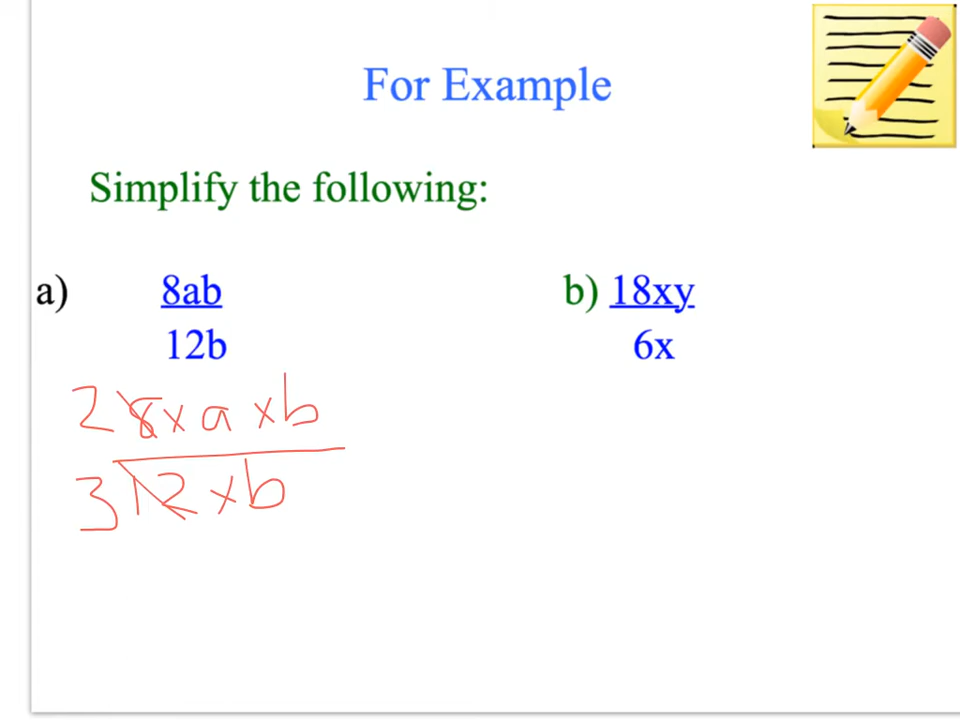 For Example
Simplify the following:
a) 8ab
12b
b) 18xy
6x
2 8 x a x b
3 12 x b